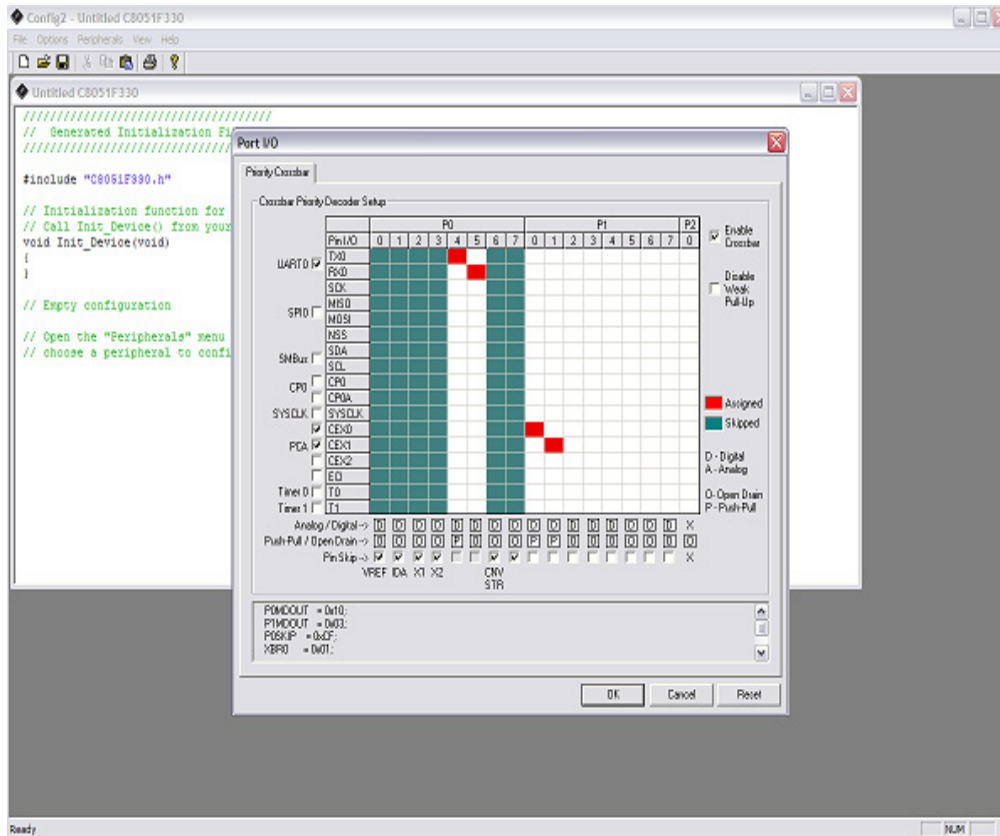 Config2 - Untitled C8051F330
File Options Peripherals View Help
Untitled C8051F330
/////////////////////////////////////
// Generated Initialization Fi
#include "C8051F330.h"
// Initialization function for
// Call Init_Device() from your
void Init_Device(void)
{
}
// Empty configuration
// Open the "Peripherals" menu
// choose a peripheral to confi
Port I/O
Priority Crossbar
Crossbar Priority Decoder Setup
P0 P1 P2
Pin I/O 0 1 2 3 4 5 6 7 0 1 2 3 4 5 6 7 0
UART0 TX0
RX0
SCK
SPI0 MISO
MOSI
NSS
SMBus SDA
SCL
CP0 CP0
CP0A
SYSCLK SYSCLK
CEX0
PCA CEX1
CEX2
ECI
Timer 0 T0
Timer 1 T1
Analog / Digital -> D D D D D D D D D D D D D D D D X
Push-Pull / Open Drain -> O O O O P O O O P P O O O O O O O
Pin Skip -> X
VREF IDA X1 X2 CNV STR
Enable Crossbar
Disable Weak Pull-Up
Assigned
Skipped
D - Digital
A - Analog
O - Open Drain
P - Push-Pull
P0MDOUT = 0x10;
P1MDOUT = 0x03;
P0SKIP = 0xCF;
XBR0 = 0x01;
OK Cancel Reset
Ready NUM